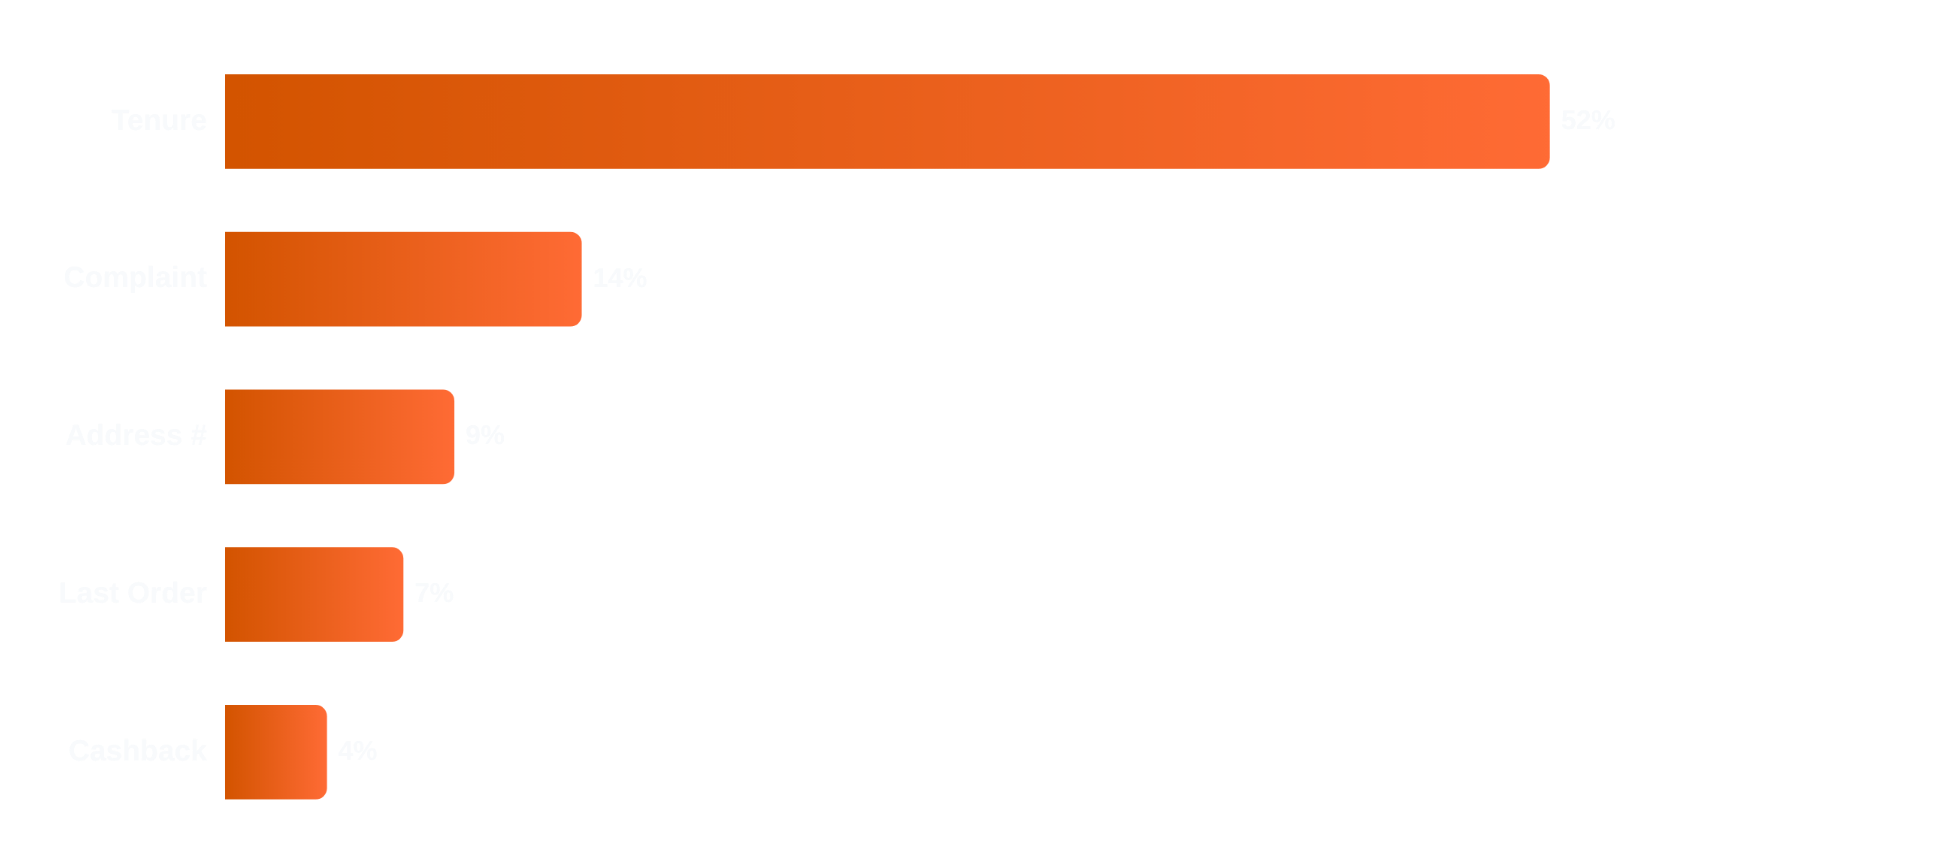 Tenure 52%
Complaint 14%
Address # 9%
Last Order 7%
Cashback 4%